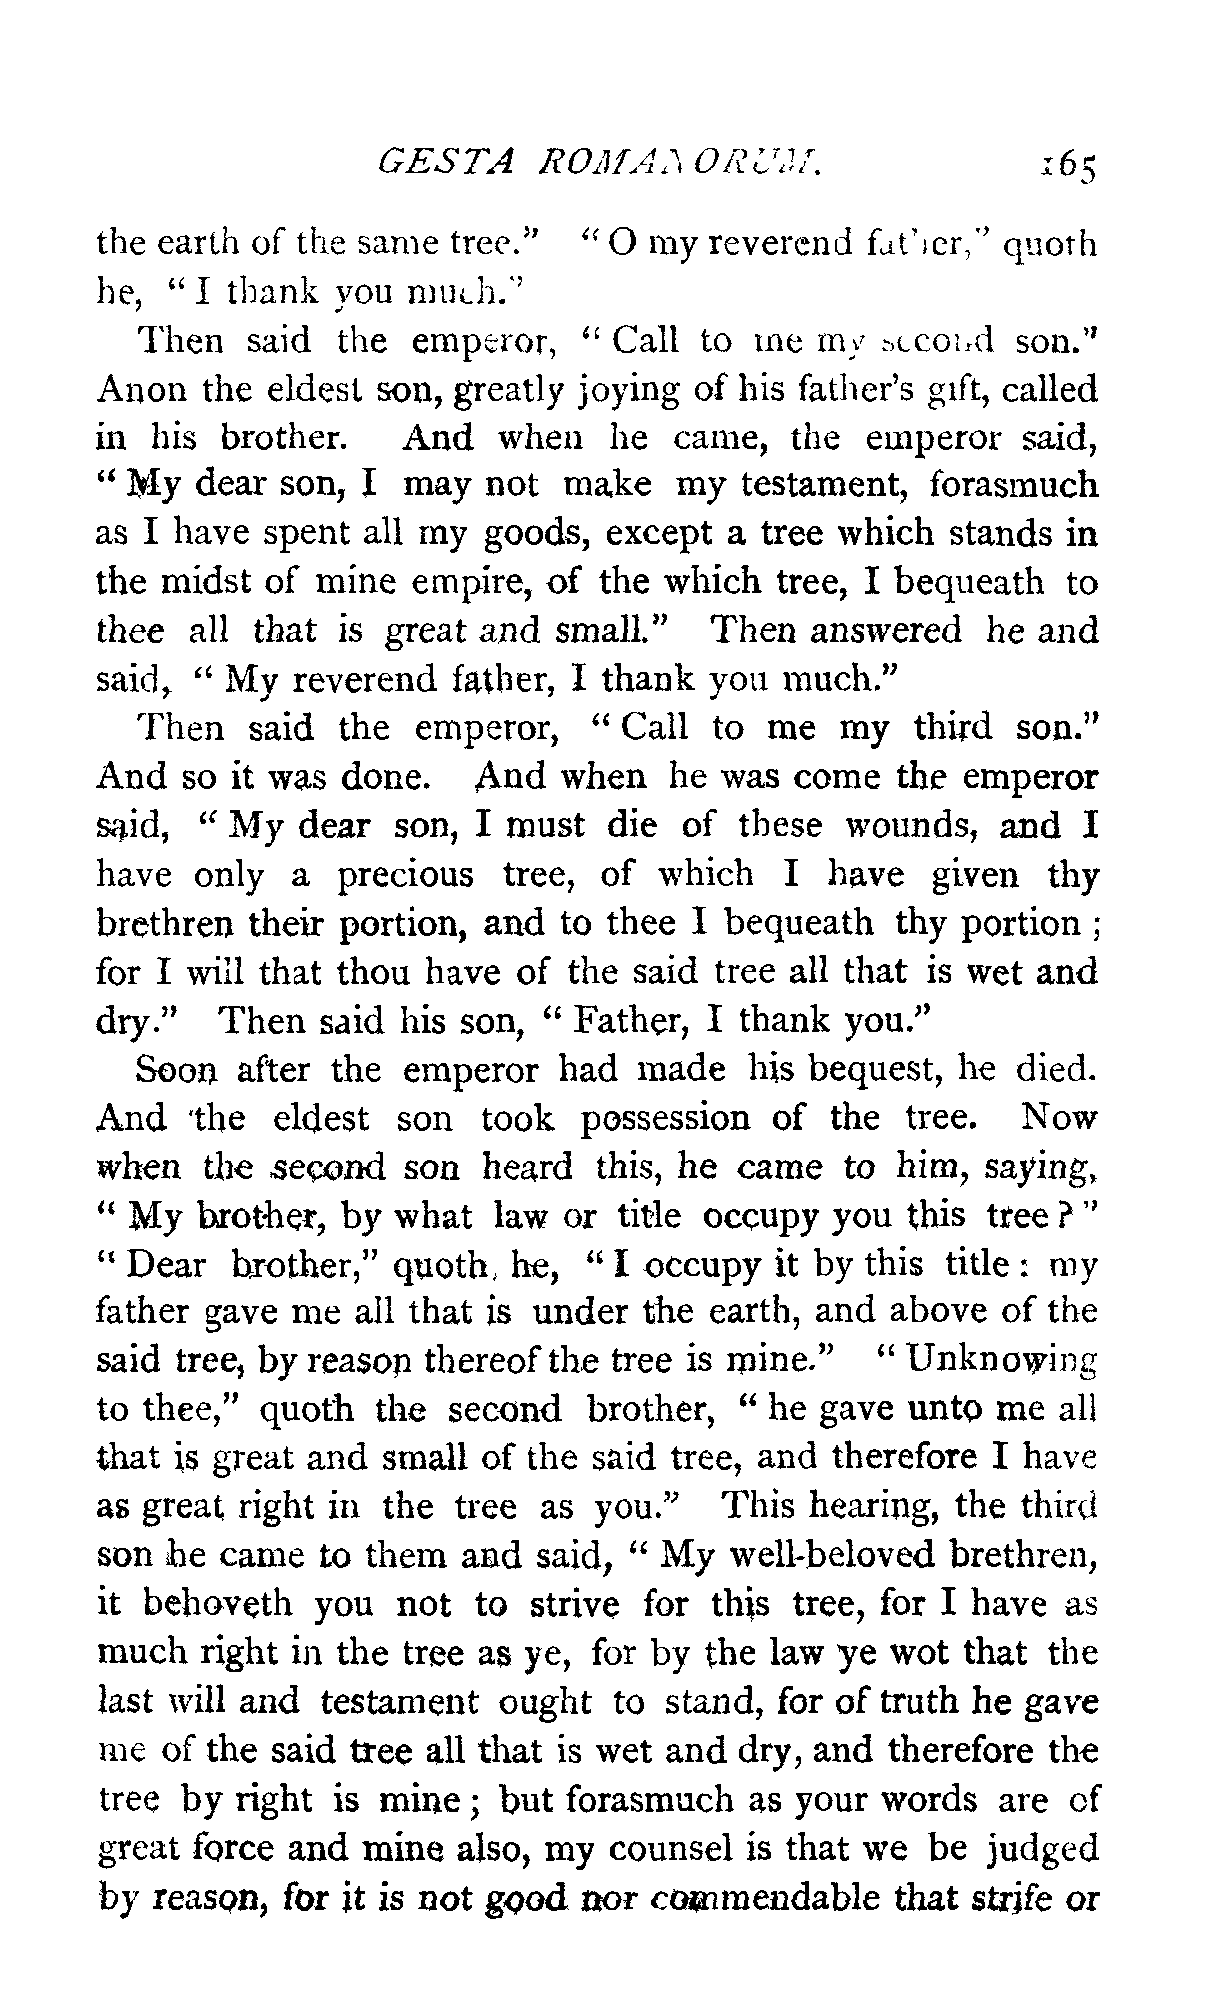 GESTA ROMANORUM. 165
the earth of the same tree." "O my reverend father," quoth
he, "I thank you much."
Then said the emperor, "Call to me my second son."
Anon the eldest son, greatly joying of his father's gift, called
in his brother. And when he came, the emperor said,
"My dear son, I may not make my testament, forasmuch
as I have spent all my goods, except a tree which stands in
the midst of mine empire, of the which tree, I bequeath to
thee all that is great and small." Then answered he and
said, "My reverend father, I thank you much."
Then said the emperor, "Call to me my third son."
And so it was done. And when he was come the emperor
said, "My dear son, I must die of these wounds, and I
have only a precious tree, of which I have given thy
brethren their portion, and to thee I bequeath thy portion;
for I will that thou have of the said tree all that is wet and
dry." Then said his son, "Father, I thank you."
Soon after the emperor had made his bequest, he died.
And the eldest son took possession of the tree. Now
when the second son heard this, he came to him, saying,
"My brother, by what law or title occupy you this tree?"
"Dear brother," quoth he, "I occupy it by this title: my
father gave me all that is under the earth, and above of the
said tree, by reason thereof the tree is mine." "Unknowing
to thee," quoth the second brother, "he gave unto me all
that is great and small of the said tree, and therefore I have
as great right in the tree as you." This hearing, the third
son he came to them and said, "My well-beloved brethren,
it behoveth you not to strive for this tree, for I have as
much right in the tree as ye, for by the law ye wot that the
last will and testament ought to stand, for of truth he gave
me of the said tree all that is wet and dry, and therefore the
tree by right is mine; but forasmuch as your words are of
great force and mine also, my counsel is that we be judged
by reason, for it is not good nor commendable that strife or